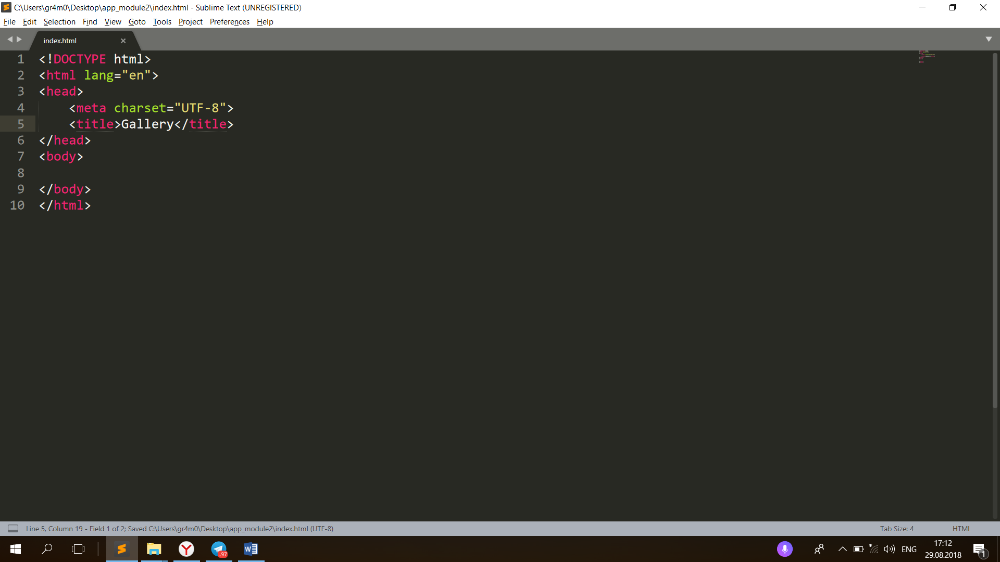 C:\Users\gr4m0\Desktop\app_module2\index.html - Sublime Text (UNREGISTERED)
File Edit Selection Find View Goto Tools Project Preferences Help
index.html
1 <!DOCTYPE html>
2 <html lang="en">
3 <head>
4 <meta charset="UTF-8">
5 <title>Gallery</title>
6 </head>
7 <body>
8
9 </body>
10 </html>
Line 5, Column 19 - Field 1 of 2; Saved C:\Users\gr4m0\Desktop\app_module2\index.html (UTF-8) Tab Size: 4 HTML
..97
ENG
17:12
29.08.2018
1